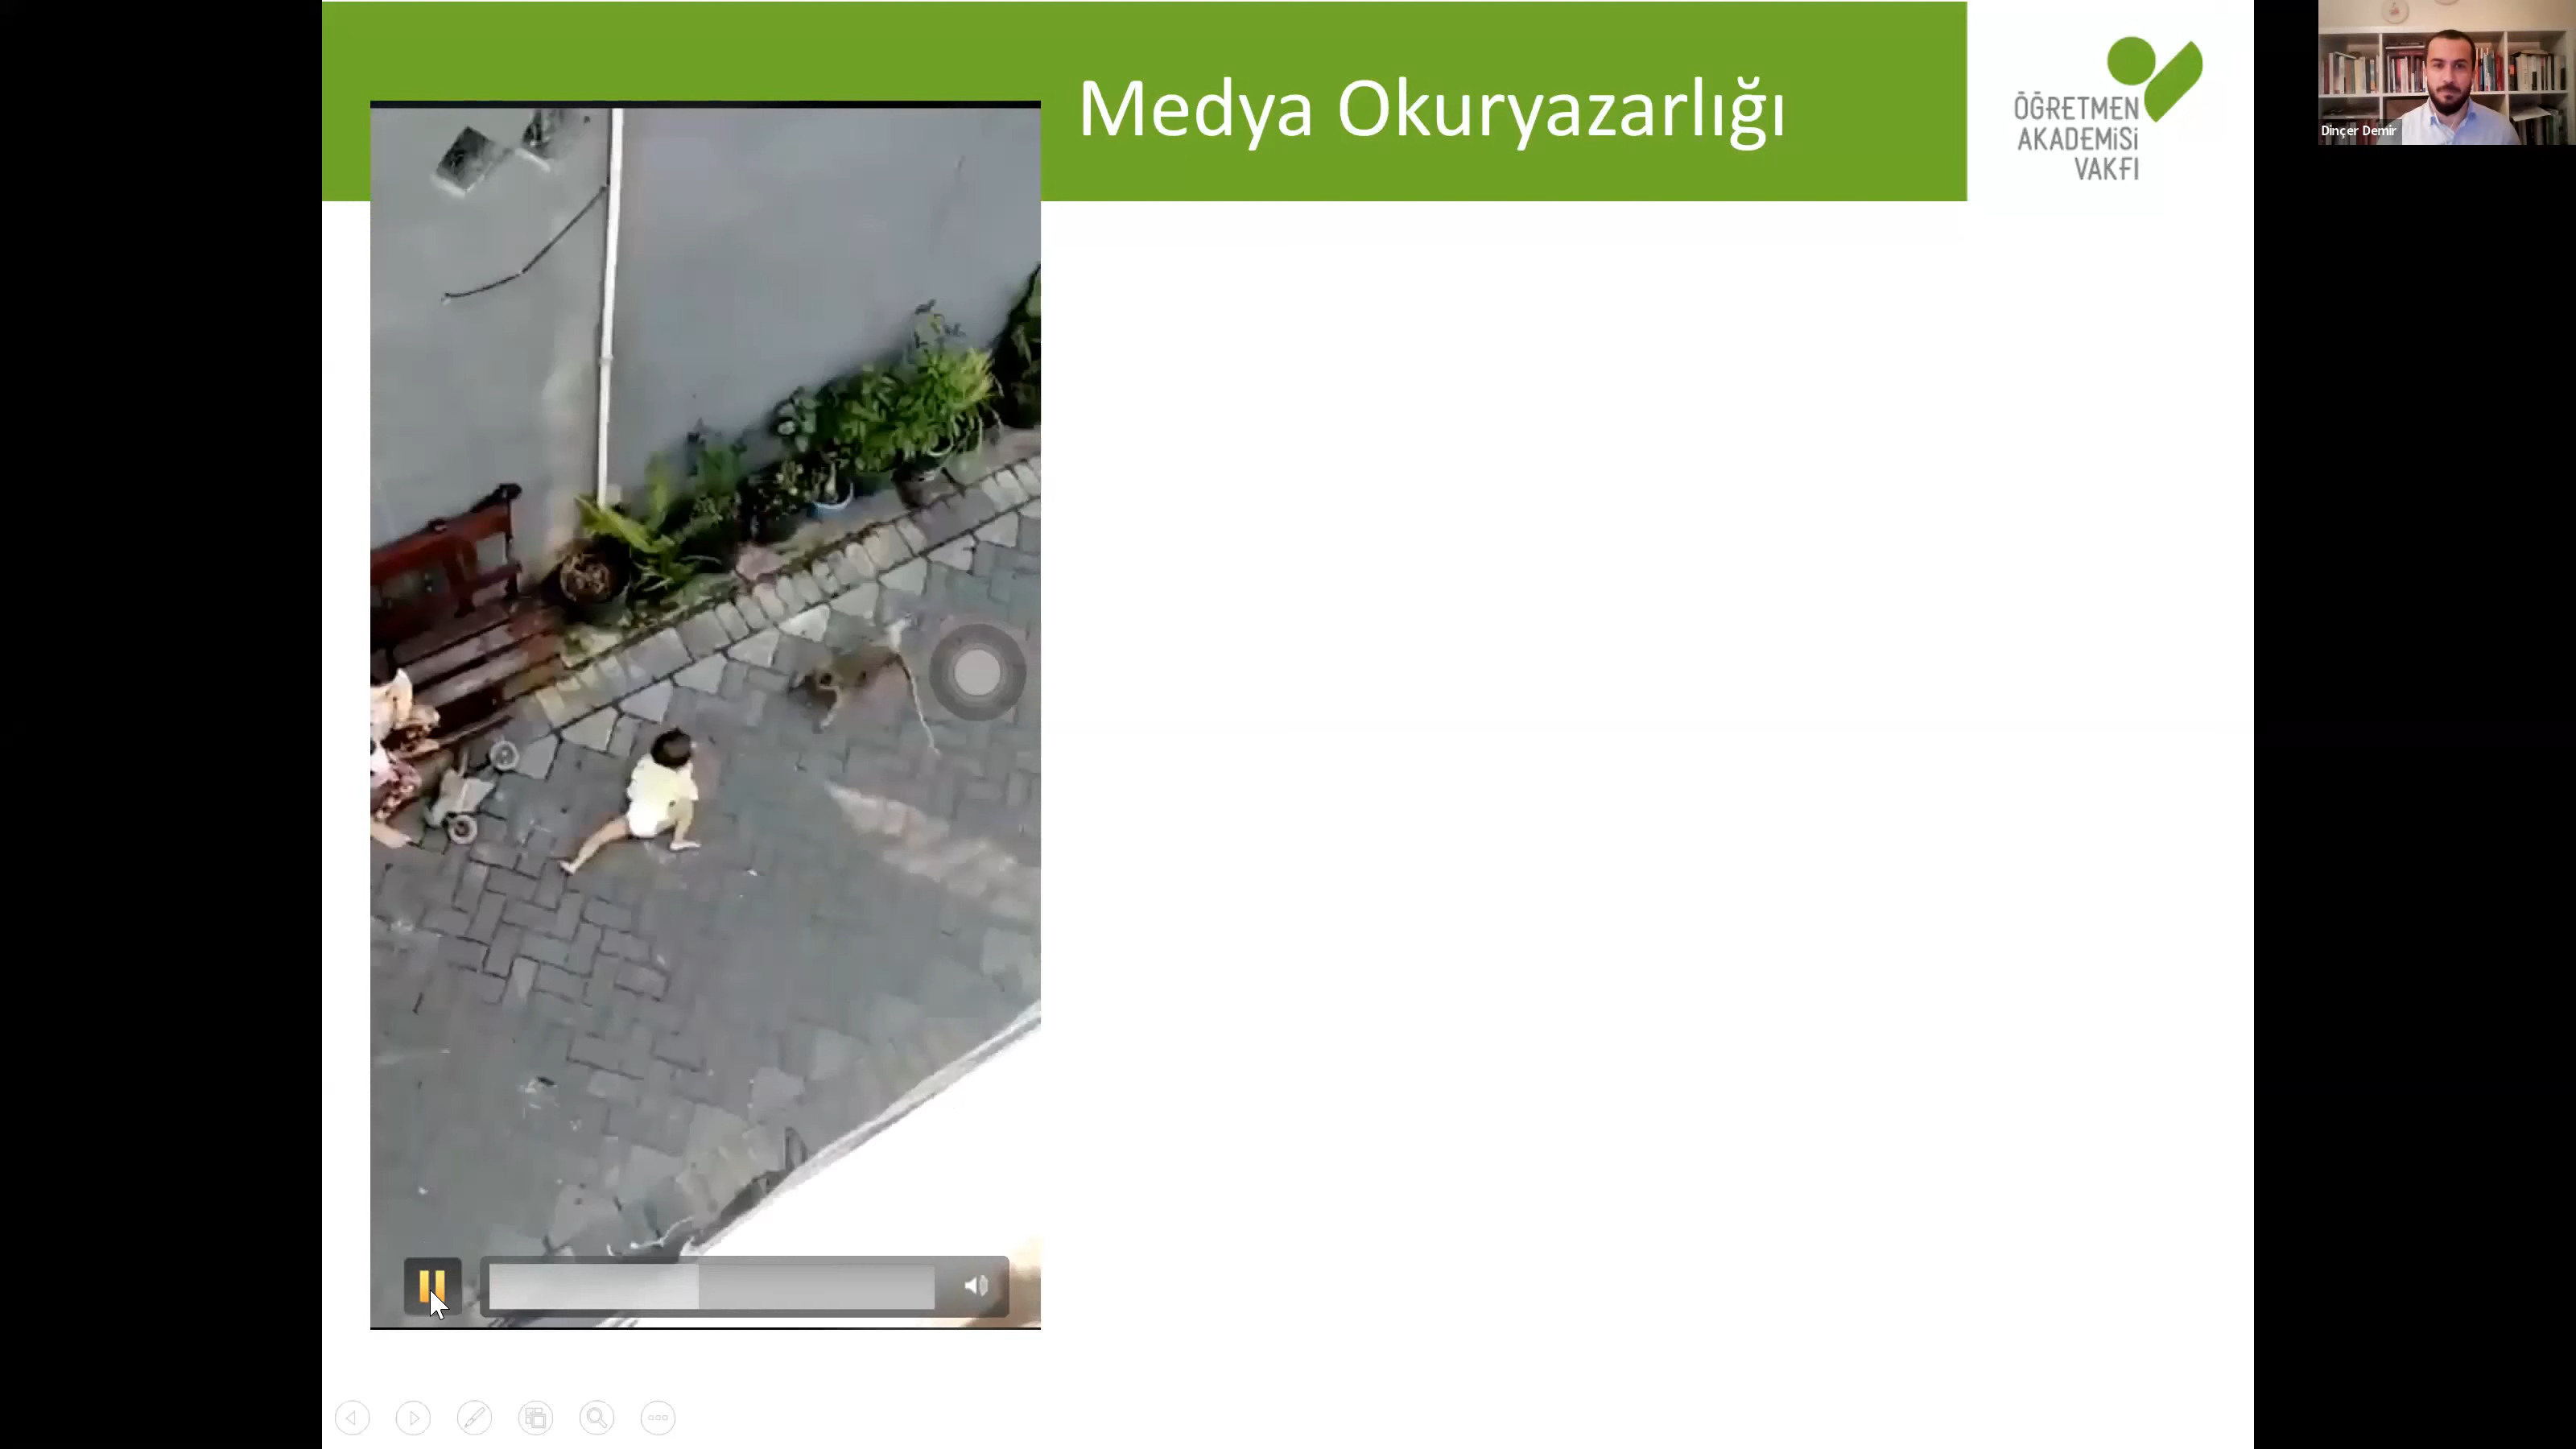 Medya Okuryazarlığı
ÖĞRETMEN
AKADEMİSİ
VAKFI
Dinçer Demir